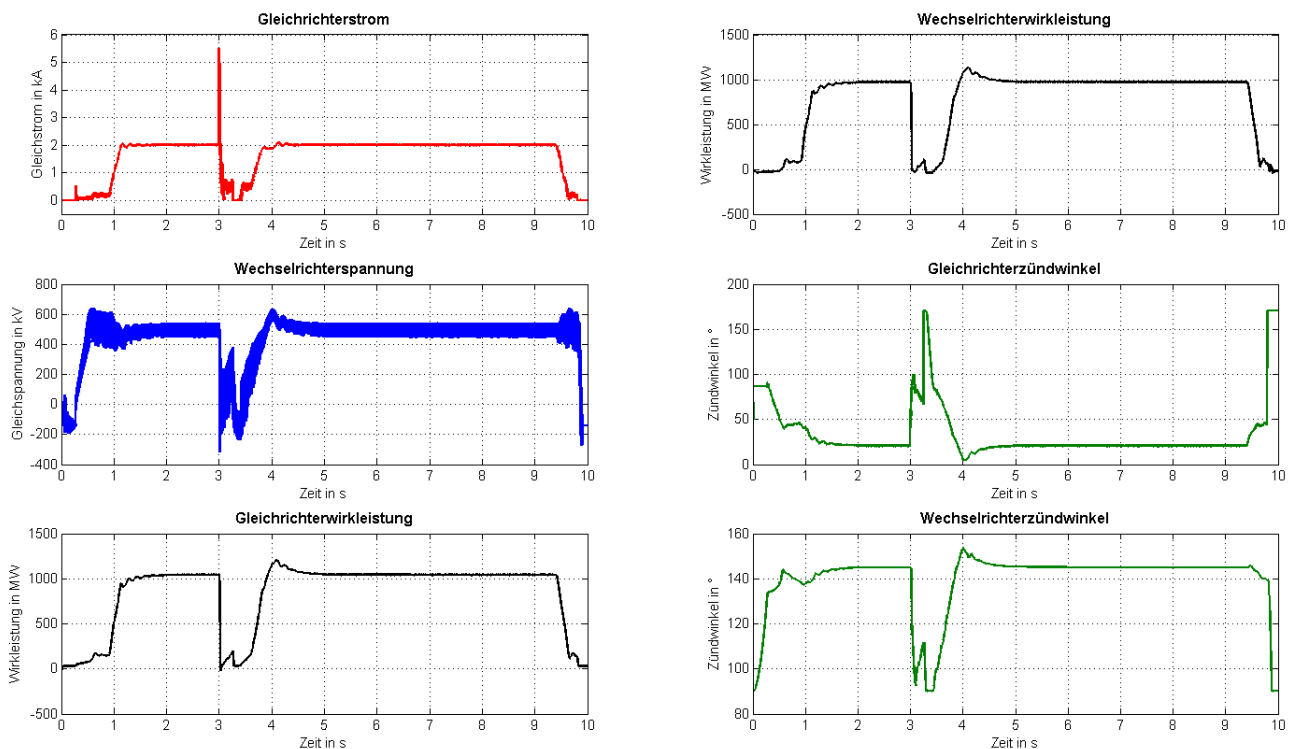 Gleichrichterstrom
Gleichstrom in kA
6
5
4
3
2
1
0
0 1 2 3 4 5 6 7 8 9 10
Zeit in s
Wechselrichterspannung
Gleichspannung in kV
800
600
400
200
0
-200
-400
0 1 2 3 4 5 6 7 8 9 10
Zeit in s
Gleichrichterwirkleistung
Wirkleistung in MW
1500
1000
500
0
-500
0 1 2 3 4 5 6 7 8 9 10
Zeit in s
Wechselrichterwirkleistung
Wirkleistung in MW
1500
1000
500
0
-500
0 1 2 3 4 5 6 7 8 9 10
Zeit in s
Gleichrichterzündwinkel
Zündwinkel in °
200
150
100
50
0
0 1 2 3 4 5 6 7 8 9 10
Zeit in s
Wechselrichterzündwinkel
Zündwinkel in °
160
140
120
100
80
0 1 2 3 4 5 6 7 8 9 10
Zeit in s